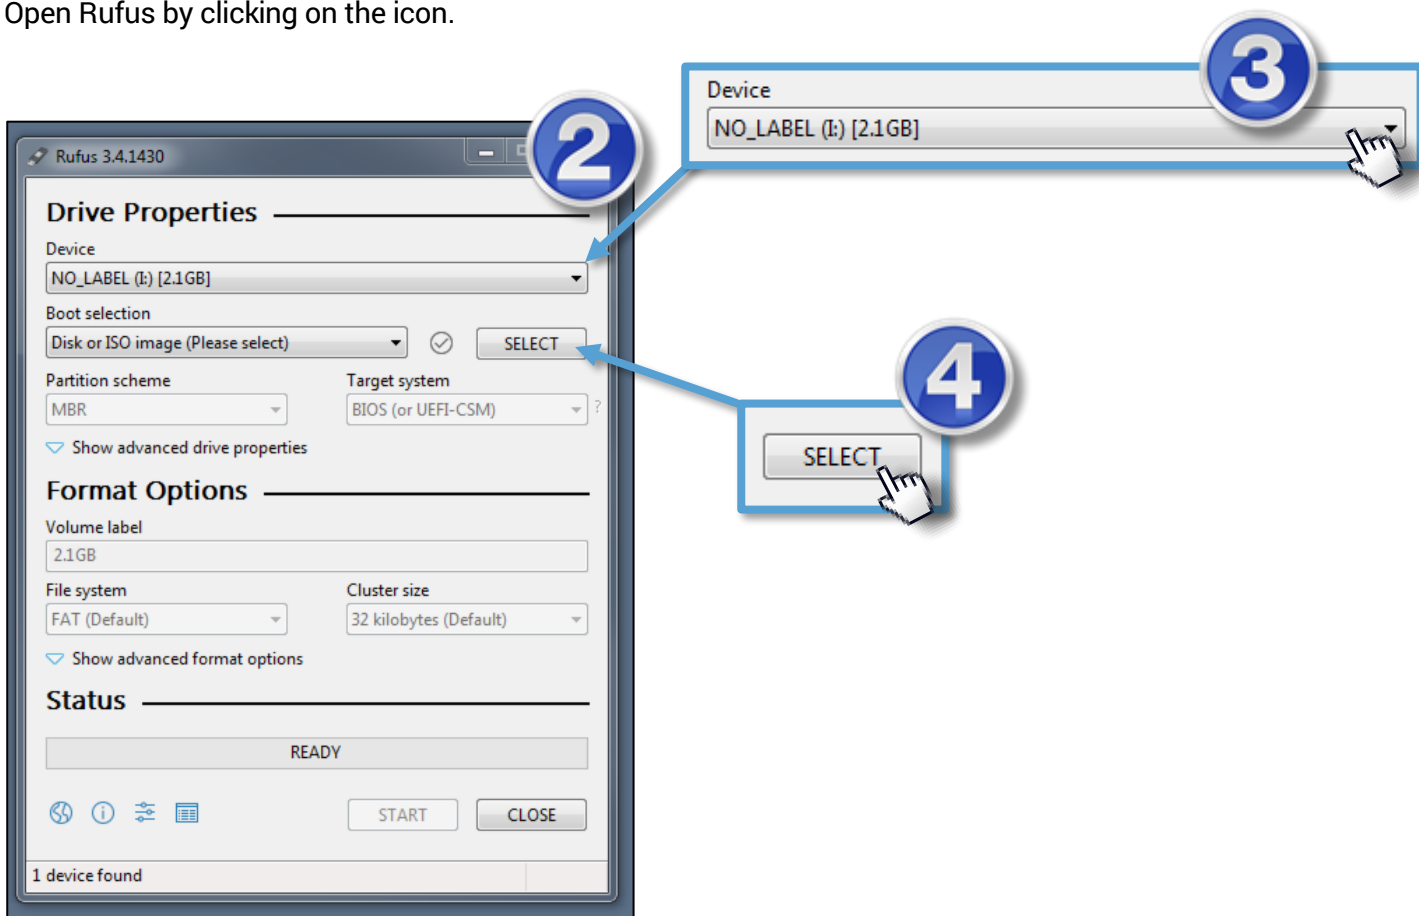 Open Rufus by clicking on the icon.
3
Device
NO_LABEL (I:) [2.1GB]
2
Rufus 3.4.1430
Drive Properties
Device
NO_LABEL (I:) [2.1GB]
Boot selection
Disk or ISO image (Please select)
SELECT
Partition scheme
Target system
MBR
BIOS (or UEFI-CSM)
?
Show advanced drive properties
4
SELECT
Format Options
Volume label
2.1GB
File system
Cluster size
FAT (Default)
32 kilobytes (Default)
Show advanced format options
Status
READY
START
CLOSE
1 device found